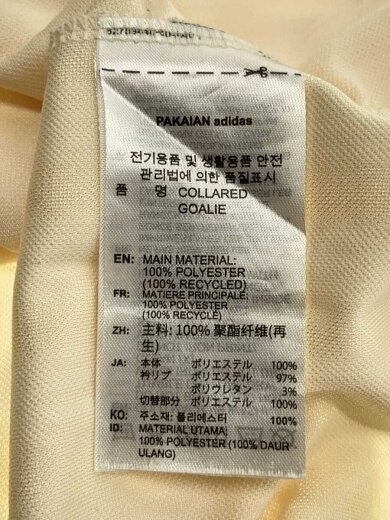 PAKAIAN adidas
전기용품 및 생활용품 안전
관리법에 의한 품질표시
품 명 COLLARED
GOALIE
EN: MAIN MATERIAL:
100% POLYESTER
(100% RECYCLED)
FR: MATIERE PRINCIPALE:
100% POLYESTER
(100% RECYCLÉ)
ZH: 主料: 100% 聚酯纤维(再
生)
JA: 本体 ポリエステル 100%
衿リブ ポリエステル 97%
ポリウレタン 3%
切替部分 ポリエステル 100%
KO: 주소재: 폴리에스터 100%
ID: MATERIAL UTAMA:
100% POLYESTER (100% DAUR
ULANG)